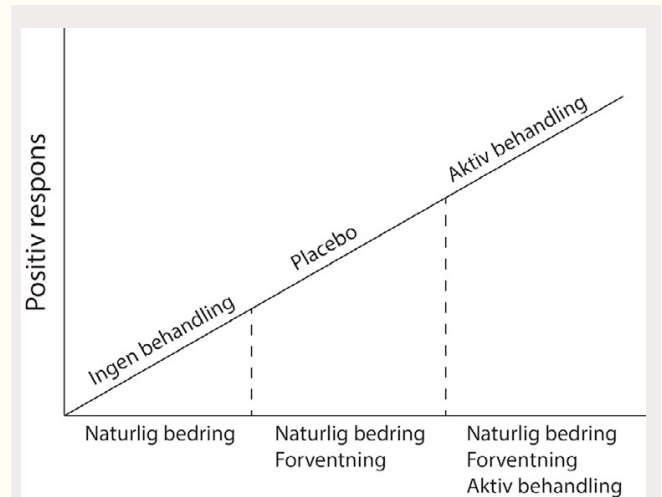 Positiv respons
Ingen behandling
Placebo
Aktiv behandling
Naturlig bedring
Naturlig bedring
Forventning
Naturlig bedring
Forventning
Aktiv behandling